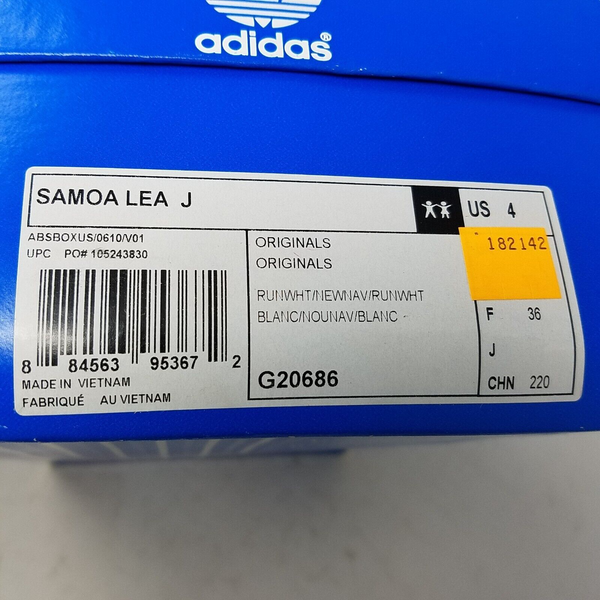 adidas®
SAMOA LEA J
US 4
ABSBOXUS/0610/V01
UPC PO# 105243830
8 84563 95367 2
MADE IN VIETNAM
FABRIQUÉ AU VIETNAM
ORIGINALS
ORIGINALS
RUNWHT/NEWNAV/RUNWHT
BLANC/NOUNAV/BLANC -
G20686
182142
F 36
J
CHN 220